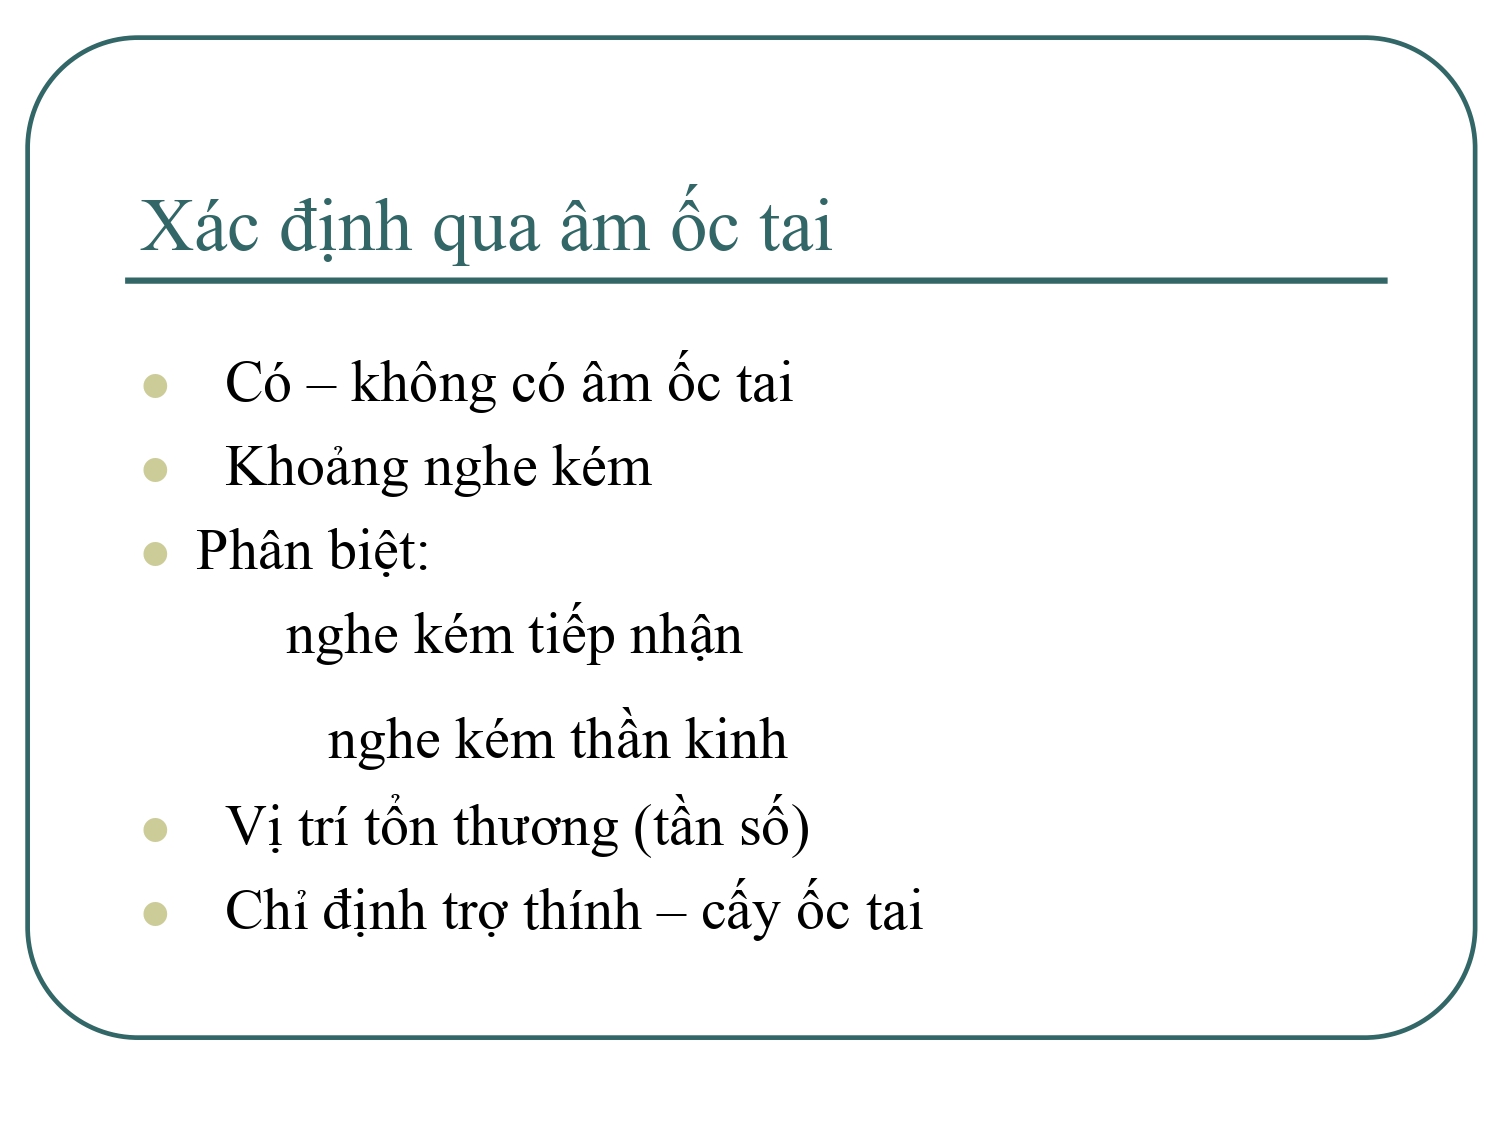 Xác định qua âm ốc tai
Có – không có âm ốc tai
Khoảng nghe kém
Phân biệt:
nghe kém tiếp nhận
nghe kém thần kinh
Vị trí tổn thương (tần số)
Chỉ định trợ thính – cấy ốc tai